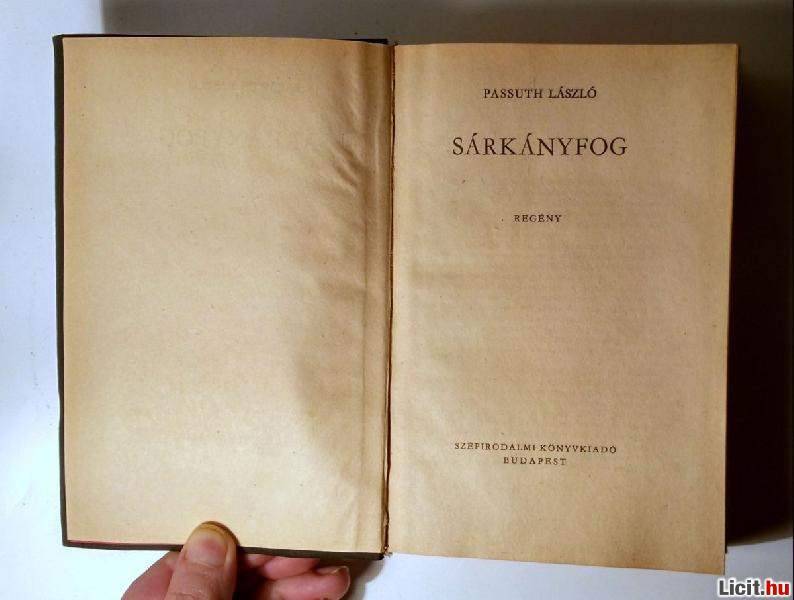 PASSUTH LÁSZLÓ
SÁRKÁNYFOG
REGÉNY
SZÉPIRODALMI KÖNYVKIADÓ
BUDAPEST
Licit.hu